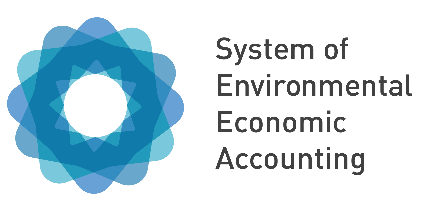 System of
Environmental
Economic
Accounting